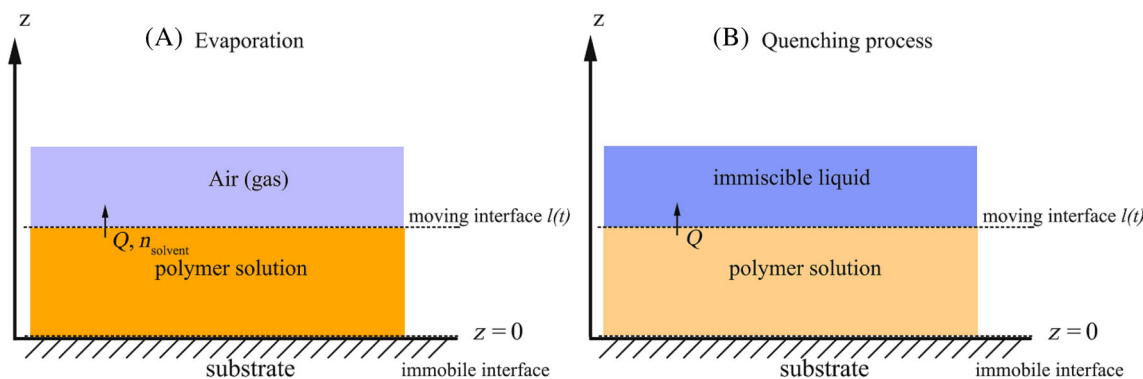 z
(A) Evaporation
Air (gas)
moving interface l(t)
Q, n solvent
polymer solution
z = 0
substrate
immobile interface
z
(B) Quenching process
immiscible liquid
moving interface l(t)
Q
polymer solution
z = 0
substrate
immobile interface